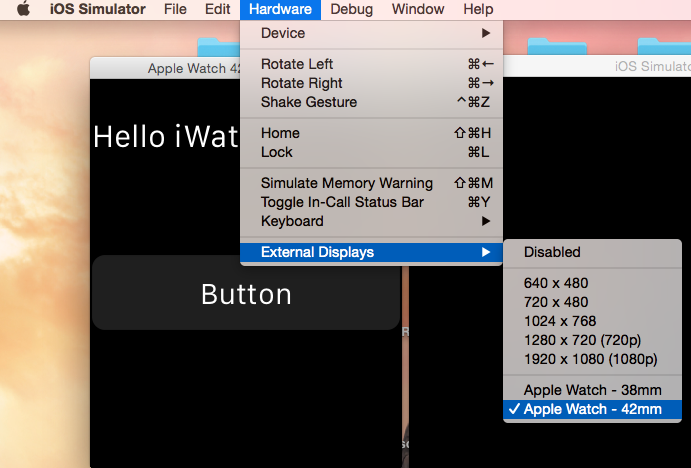 iOS Simulator File Edit Hardware Debug Window Help
Apple Watch 42
iOS Simulato
Hello iWat
Button
Device
Rotate Left ⌘←
Rotate Right ⌘→
Shake Gesture ^⌘Z
Home ⇧⌘H
Lock ⌘L
Simulate Memory Warning ⇧⌘M
Toggle In-Call Status Bar ⌘Y
Keyboard
External Displays
Disabled
640 x 480
720 x 480
1024 x 768
1280 x 720 (720p)
1920 x 1080 (1080p)
Apple Watch - 38mm
✓ Apple Watch - 42mm